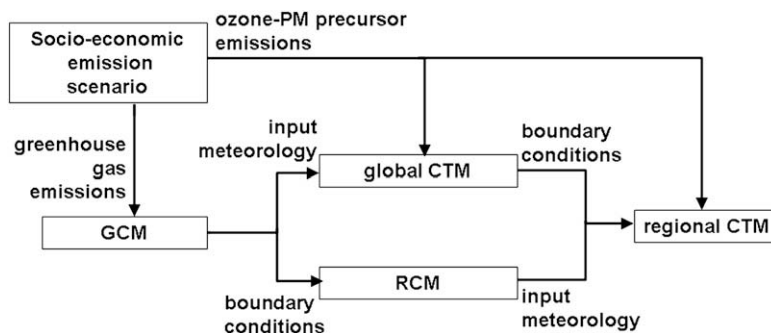 ozone-PM precursor
emissions
Socio-economic
emission
scenario
greenhouse
gas
emissions
input
meteorology
boundary
conditions
global CTM
GCM
regional CTM
RCM
boundary
conditions
input
meteorology